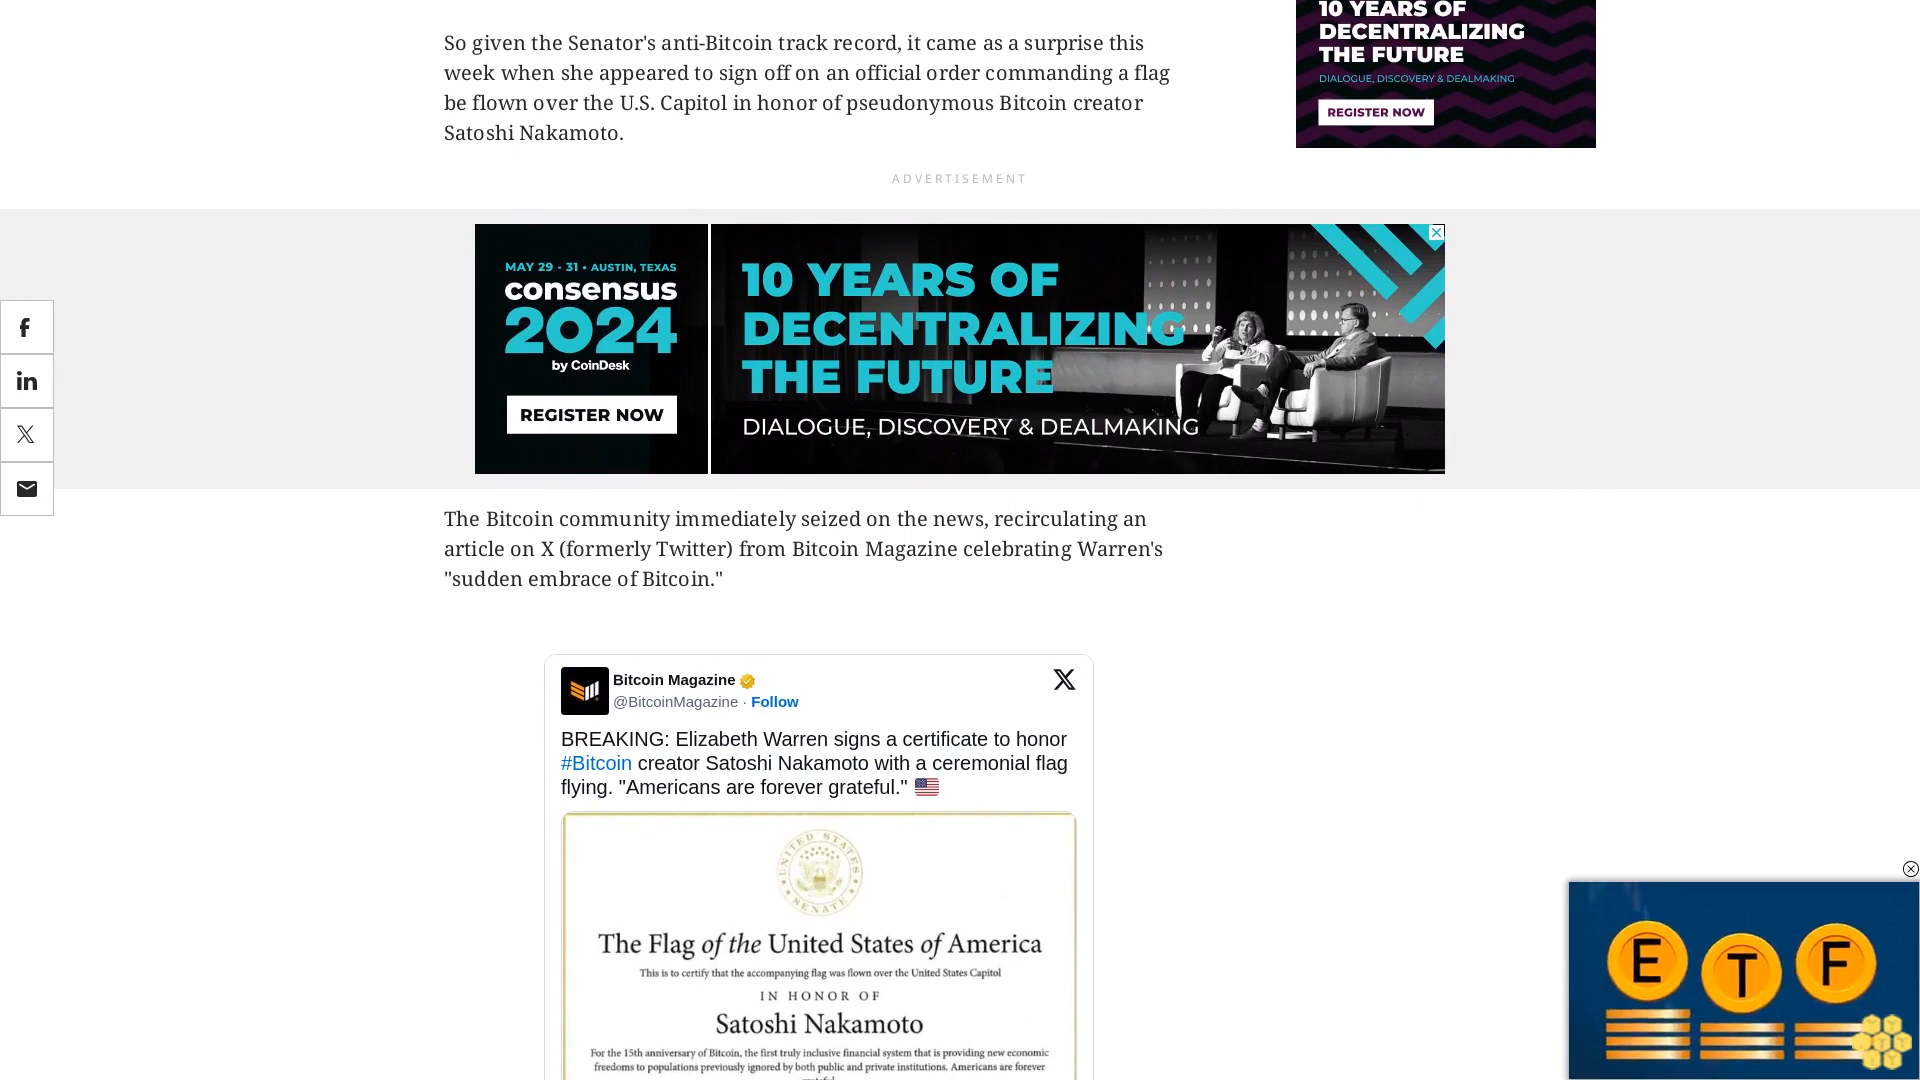 So given the Senator's anti-Bitcoin track record, it came as a surprise this
week when she appeared to sign off on an official order commanding a flag
be flown over the U.S. Capitol in honor of pseudonymous Bitcoin creator
Satoshi Nakamoto.
10 YEARS OF
DECENTRALIZING
THE FUTURE
DIALOGUE, DISCOVERY & DEALMAKING
REGISTER NOW
ADVERTISEMENT
MAY 29 - 31 • AUSTIN, TEXAS
consensus
2024
by CoinDesk
REGISTER NOW
10 YEARS OF
DECENTRALIZING
THE FUTURE
DIALOGUE, DISCOVERY & DEALMAKING
The Bitcoin community immediately seized on the news, recirculating an
article on X (formerly Twitter) from Bitcoin Magazine celebrating Warren's
"sudden embrace of Bitcoin."
Bitcoin Magazine
@BitcoinMagazine · Follow
BREAKING: Elizabeth Warren signs a certificate to honor
#Bitcoin creator Satoshi Nakamoto with a ceremonial flag
flying. "Americans are forever grateful." 🇺🇸
UNITED STATES
SENATE
The Flag of the United States of America
This is to certify that the accompanying flag was flown over the United States Capitol
IN HONOR OF
Satoshi Nakamoto
For the 15th anniversary of Bitcoin, the first truly inclusive financial system that is providing new economic
freedoms to populations previously ignored by both public and private institutions. Americans are forever
E T F